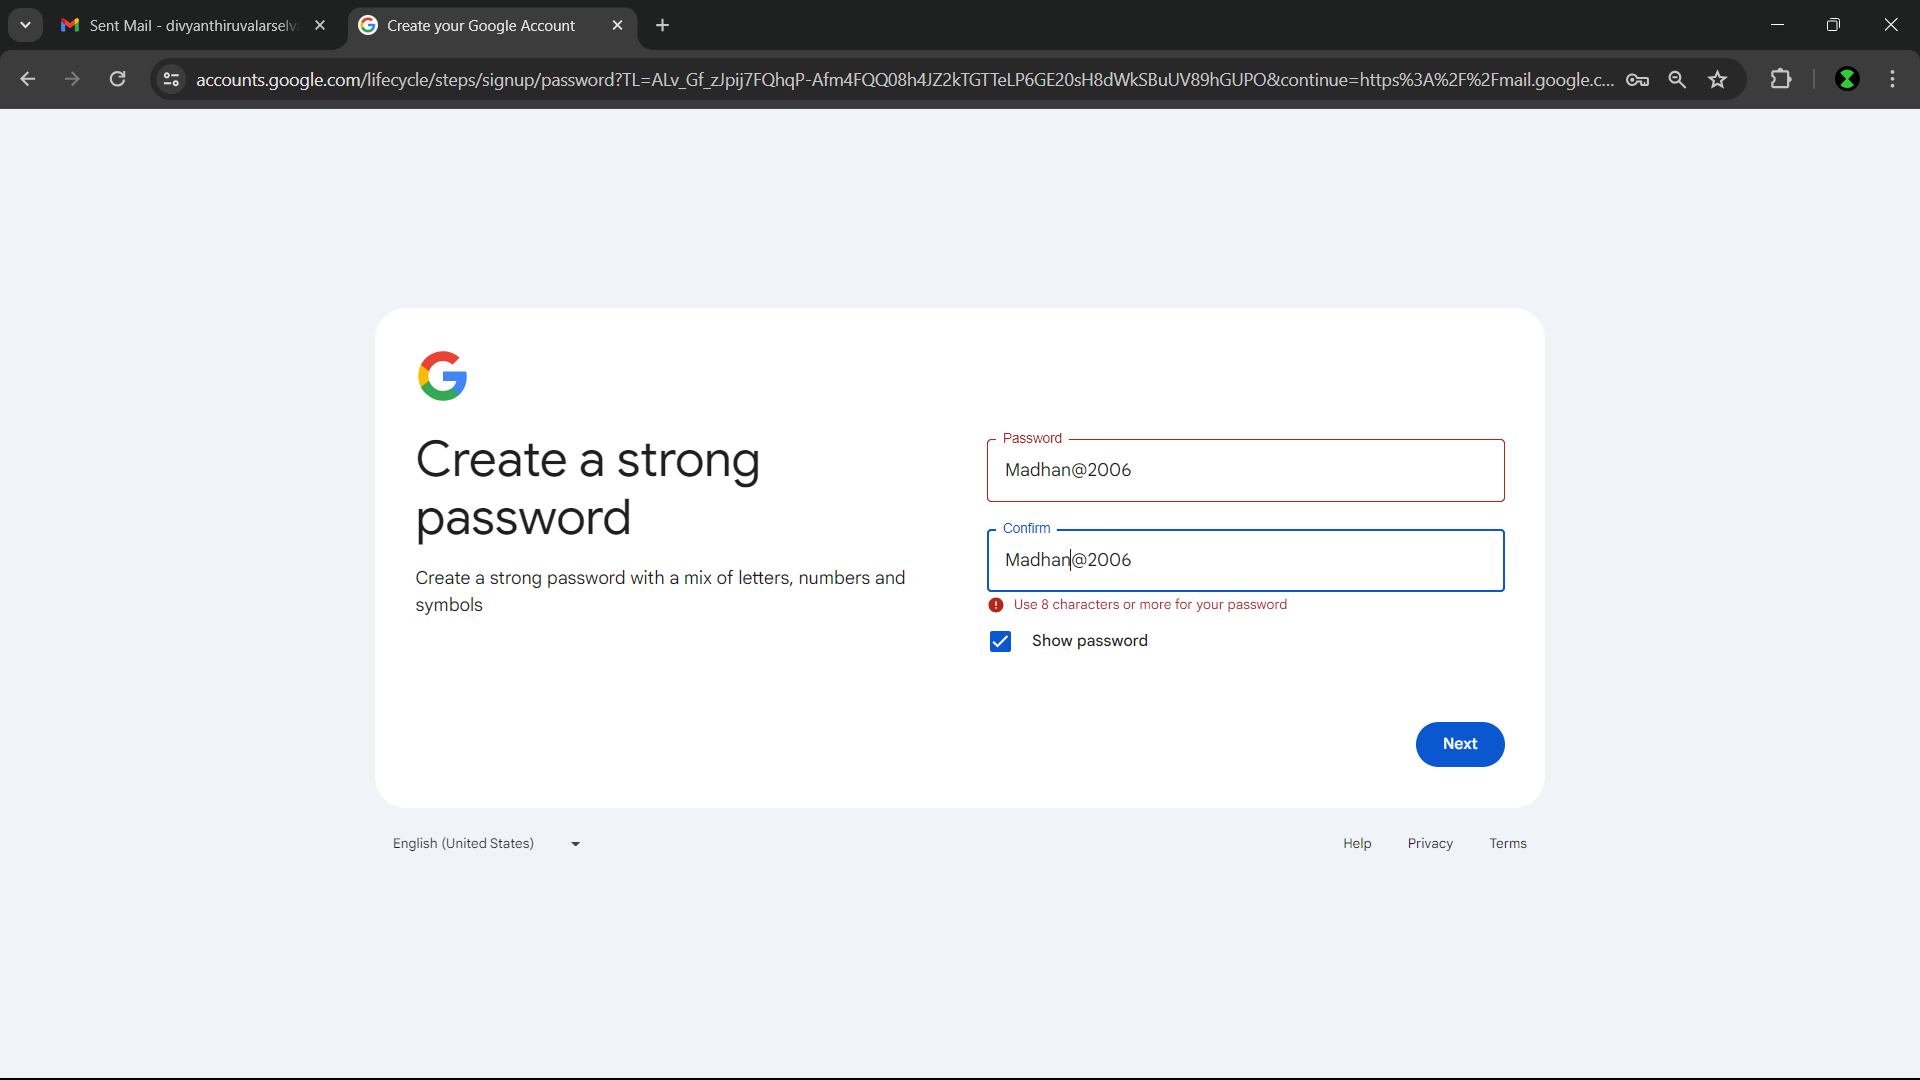 Sent Mail - divyanthiruvalarselv
Create your Google Account
accounts.google.com/lifecycle/steps/signup/password?TL=ALv_Gf_zJpij7FQhqP-Afm4FQQ08h4JZ2kTGTTeLP6GE20sH8dWkSBuUV89hGUPO&continue=https%3A%2F%2Fmail.google.c...
Create a strong
password
Create a strong password with a mix of letters, numbers and
symbols
Password
Madhan@2006
Confirm
Madhan@2006
Use 8 characters or more for your password
Show password
Next
English (United States)
Help
Privacy
Terms